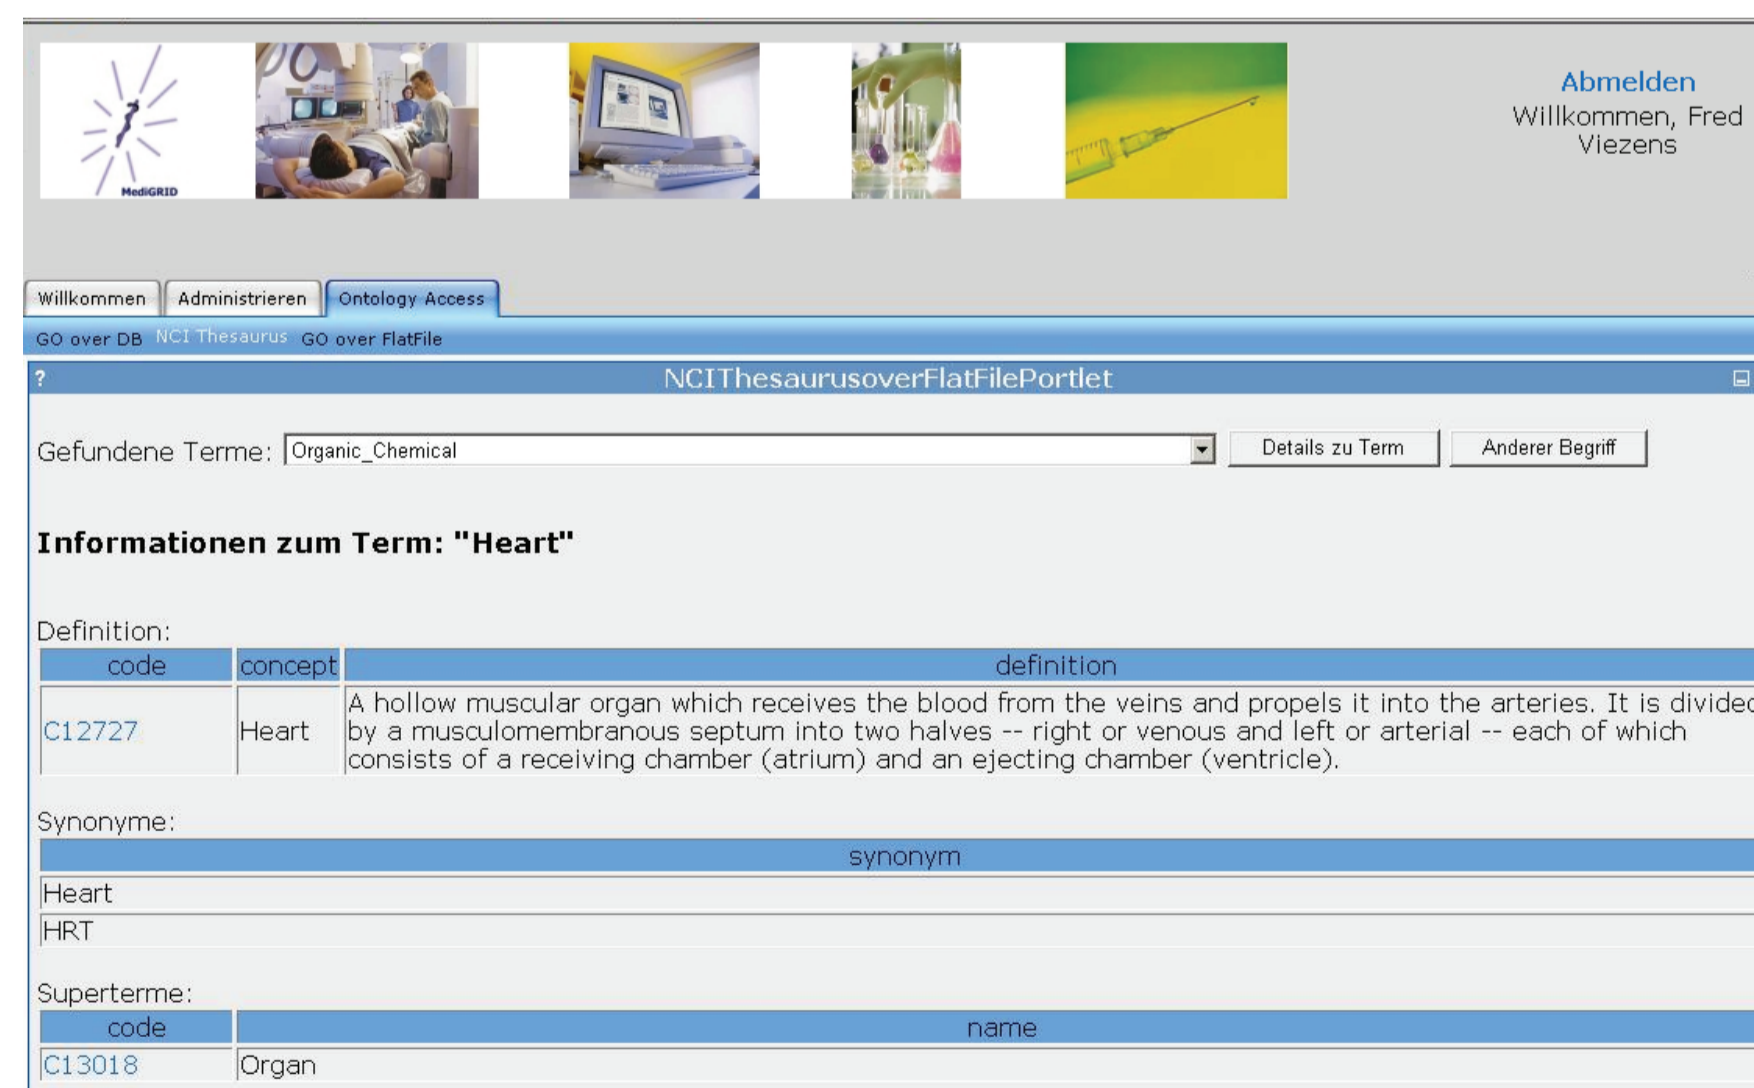 MediGRID
Abmelden
Willkommen, Fred
Viezens
Willkommen
Administrieren
Ontology Access
GO over DB NCI Thesaurus GO over FlatFile
? NCIThesaurusoverFlatFilePortlet
Gefundene Terme: Organic_Chemical Details zu Term Anderer Begriff
Informationen zum Term: "Heart"
Definition:
code concept definition
C12727 Heart A hollow muscular organ which receives the blood from the veins and propels it into the arteries. It is divided
by a musculomembranous septum into two halves -- right or venous and left or arterial -- each of which
consists of a receiving chamber (atrium) and an ejecting chamber (ventricle).
Synonyme:
synonym
Heart
HRT
Superterme:
code name
C13018 Organ